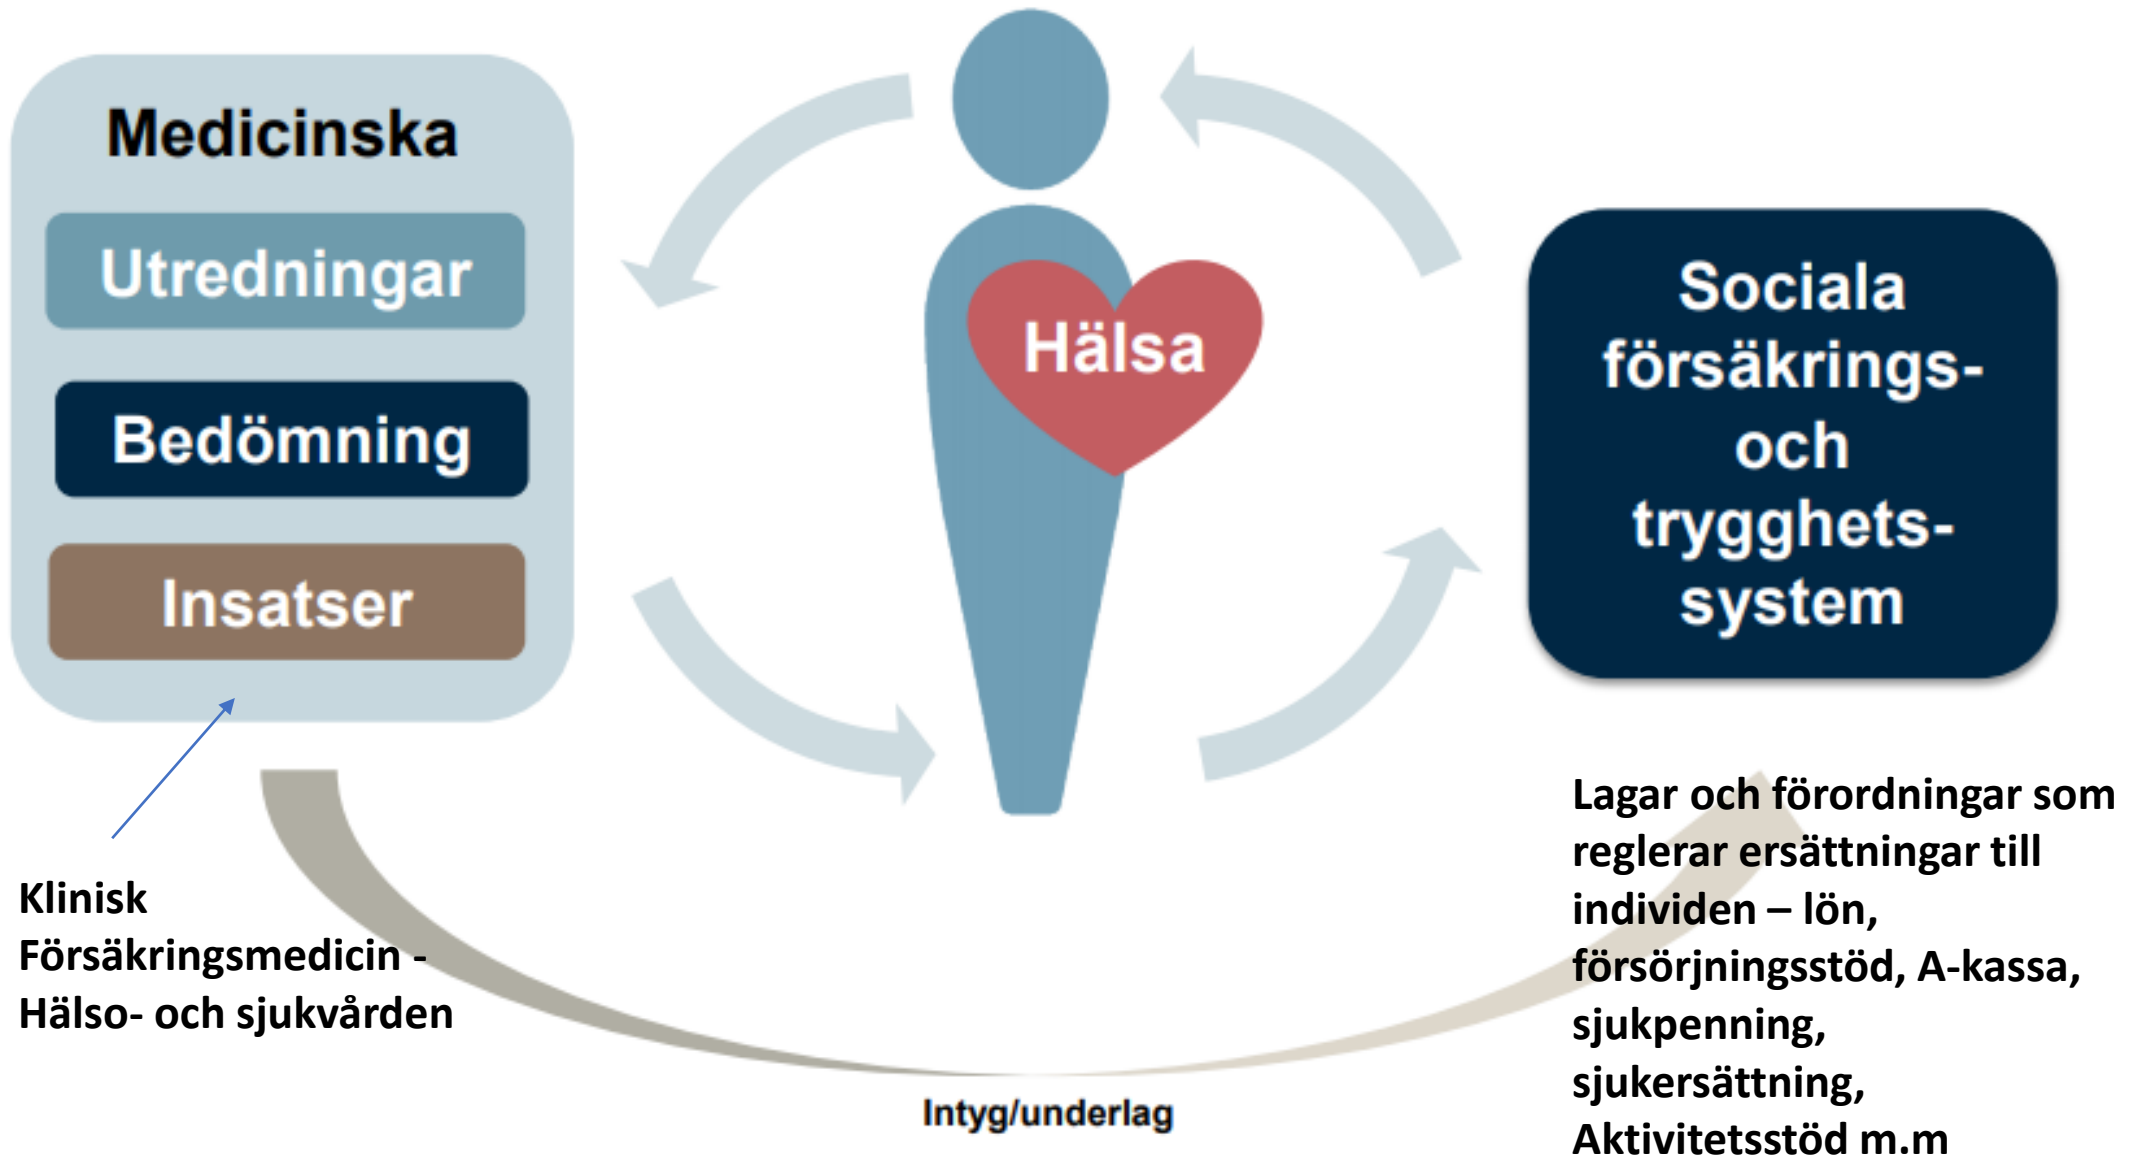 Medicinska
Utredningar
Bedömning
Insatser
Klinisk
Försäkringsmedicin -
Hälso- och sjukvården
Hälsa
Intyg/underlag
Sociala
försäkrings-
och
trygghets-
system
Lagar och förordningar som
reglerar ersättningar till
individen – lön,
försörjningsstöd, A-kassa,
sjukpenning,
sjukersättning,
Aktivitetsstöd m.m